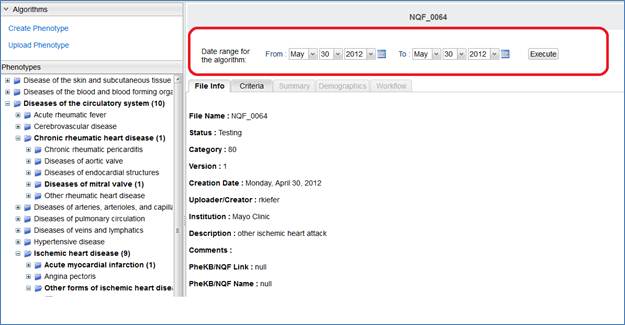 Algorithms
Create Phenotype
Upload Phenotype
Phenotypes
Disease of the skin and subcutaneous tissue
Diseases of the blood and blood forming orga
Diseases of the circulatory system (10)
Acute rheumatic fever
Cerebrovascular disease
Chronic rheumatic heart disease (1)
Chronic rheumatic pericarditis
Diseases of aortic valve
Diseases of endocardial structures
Diseases of mitral valve (1)
Other rheumatic heart disease
Diseases of arteries, arterioles, and capilla
Diseases of pulmonary circulation
Diseases of veins and lymphatics
Hypertensive disease
Ischemic heart disease (9)
Acute myocardial infarction (1)
Angina pectoris
Other forms of ischemic heart disea
NQF_0064
Date range for the algorithm: From : May 30 2012 To : May 30 2012 Execute
File Info Criteria Summary Demographics Workflow
File Name : NQF_0064
Status : Testing
Category : 80
Version : 1
Creation Date : Monday, April 30, 2012
Uploader/Creator : rkiefer
Institution : Mayo Clinic
Description : other ischemic heart attack
Comments :
PheKB/NQF Link : null
PheKB/NQF Name : null